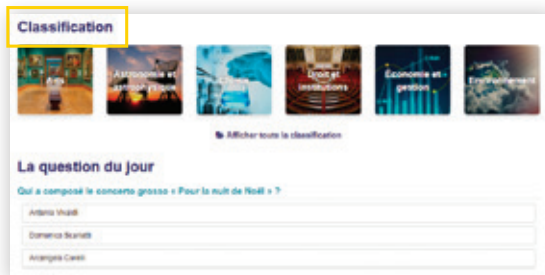 Classification
Arts
Astronomie et
astrophysique
Chimie
Droit et
institutions
Économie et
gestion
Environnement
Afficher toute la classification
La question du jour
Qui a composé le concerto grosso « Pour la nuit de Noël » ?
Antonio Vivaldi
Domenico Scarlatti
Arcangelo Corelli